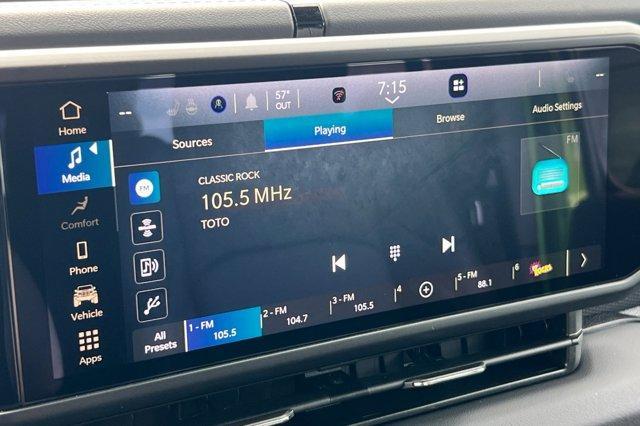 -- 57° 7:15 --
OUT
Home
Sources Playing Browse Audio Settings
Media
FM
FM
CLASSIC ROCK
105.5 MHz
TOTO
Comfort
Phone
Vehicle
Apps
All
Presets
1 - FM
105.5
2 - FM
104.7
3 - FM
105.5
4
5 - FM
88.1
6